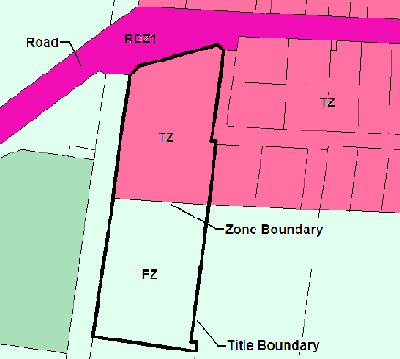 Road
RDZ1
TZ
TZ
Zone Boundary
FZ
Title Boundary